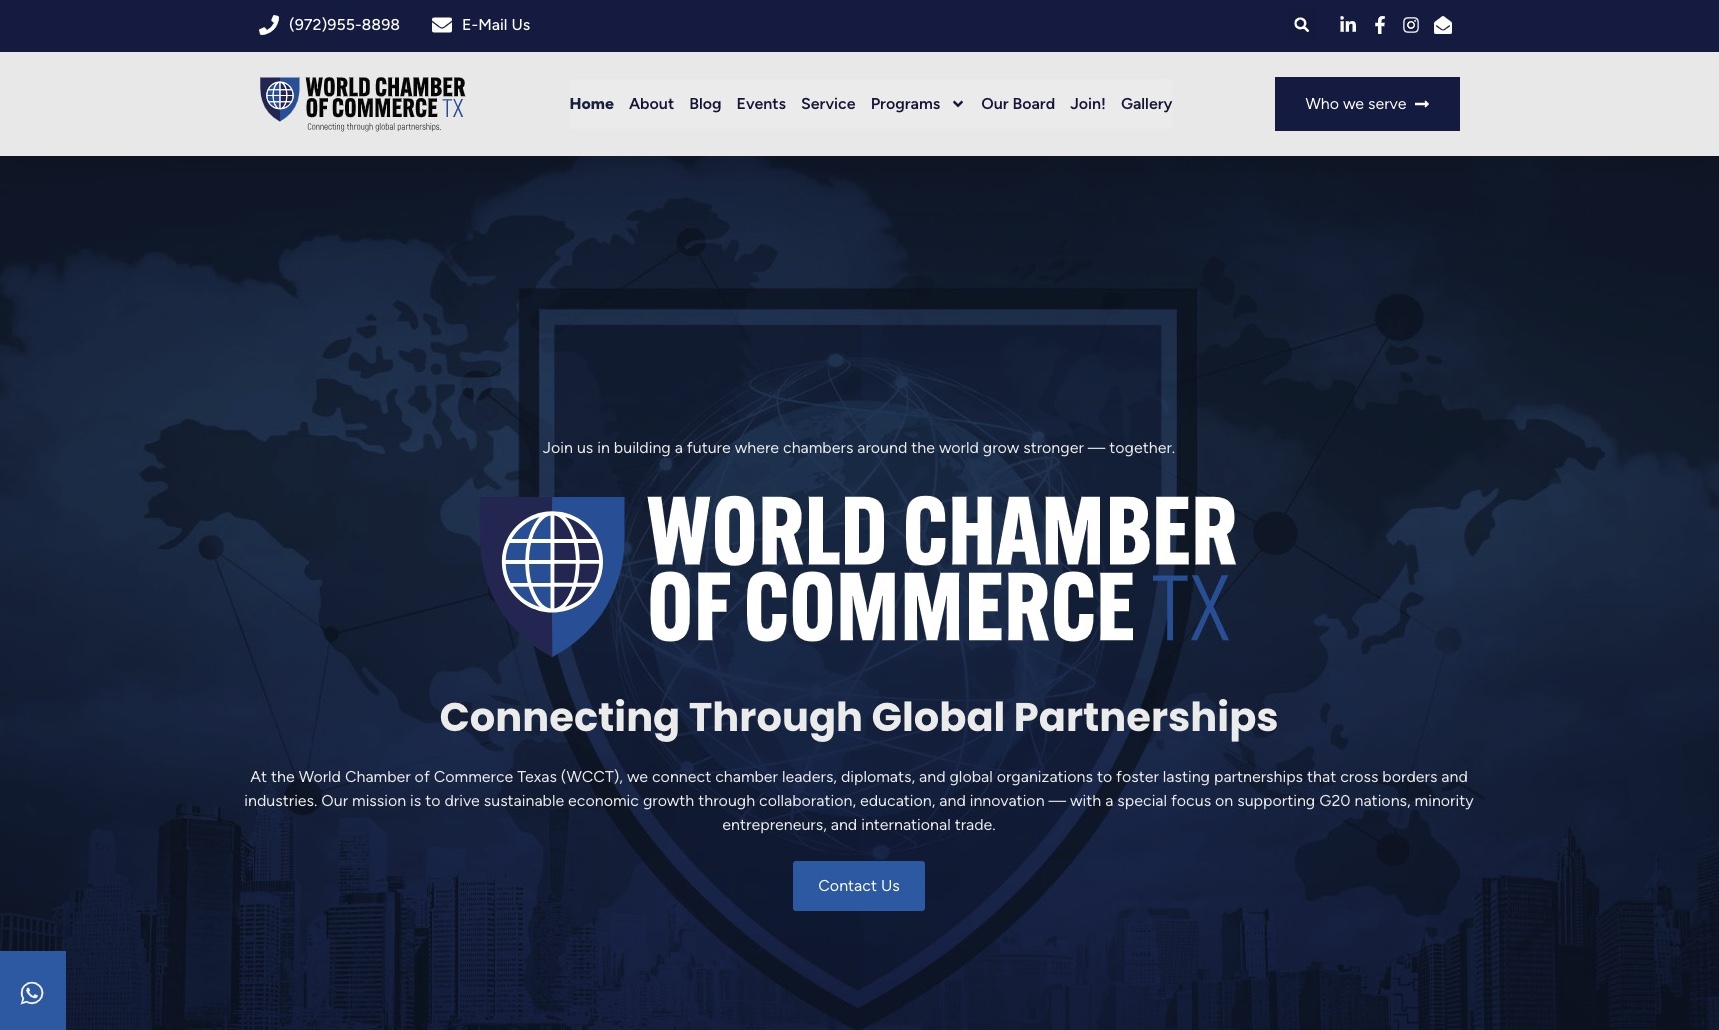 (972)955-8898 E-Mail Us
WORLD CHAMBER
OF COMMERCE TX
Connecting through global partnerships.
Home About Blog Events Service Programs Our Board Join! Gallery
Who we serve
Join us in building a future where chambers around the world grow stronger — together.
WORLD CHAMBER
OF COMMERCE TX
Connecting Through Global Partnerships
At the World Chamber of Commerce Texas (WCCT), we connect chamber leaders, diplomats, and global organizations to foster lasting partnerships that cross borders and
industries. Our mission is to drive sustainable economic growth through collaboration, education, and innovation — with a special focus on supporting G20 nations, minority
entrepreneurs, and international trade.
Contact Us